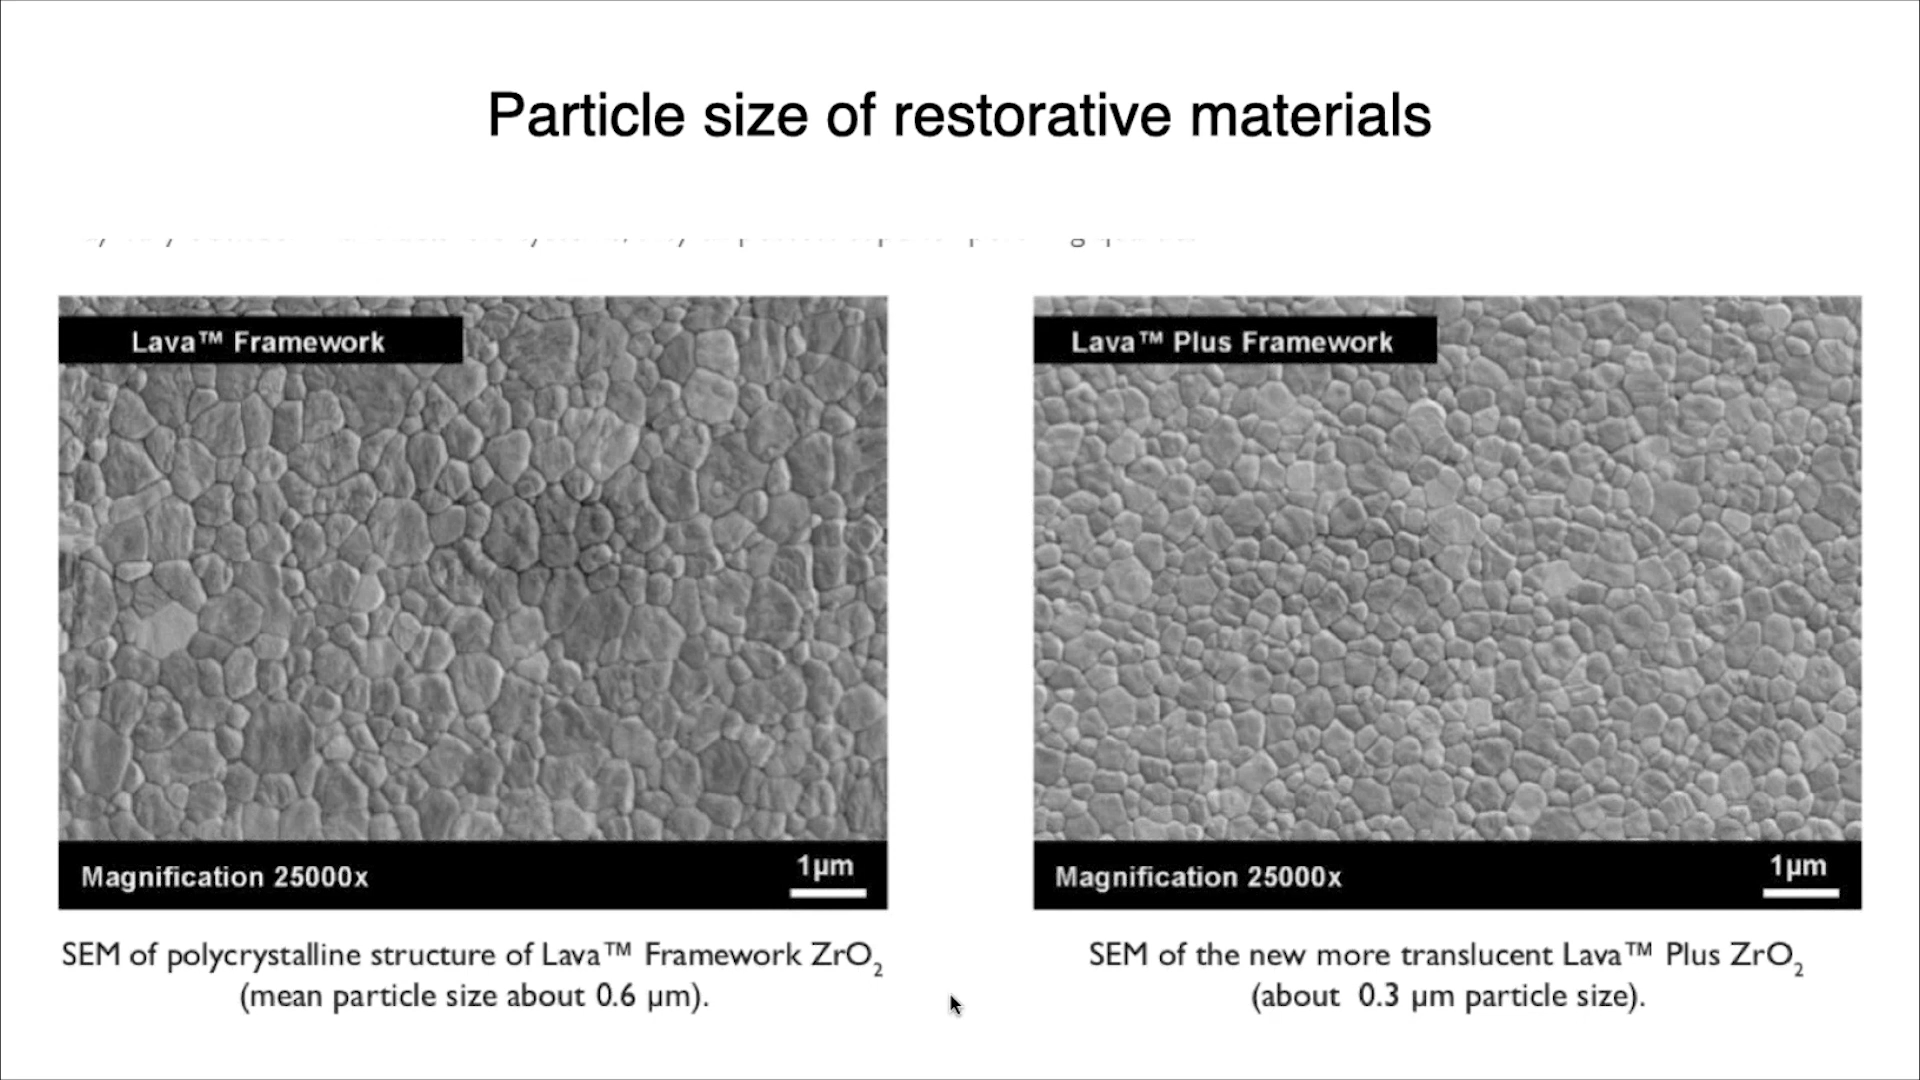 Particle size of restorative materials
Lava™ Framework
Magnification 25000x
1µm
SEM of polycrystalline structure of Lava™ Framework ZrO₂
(mean particle size about 0.6 µm).
Lava™ Plus Framework
Magnification 25000x
1µm
SEM of the new more translucent Lava™ Plus ZrO₂
(about 0.3 µm particle size).